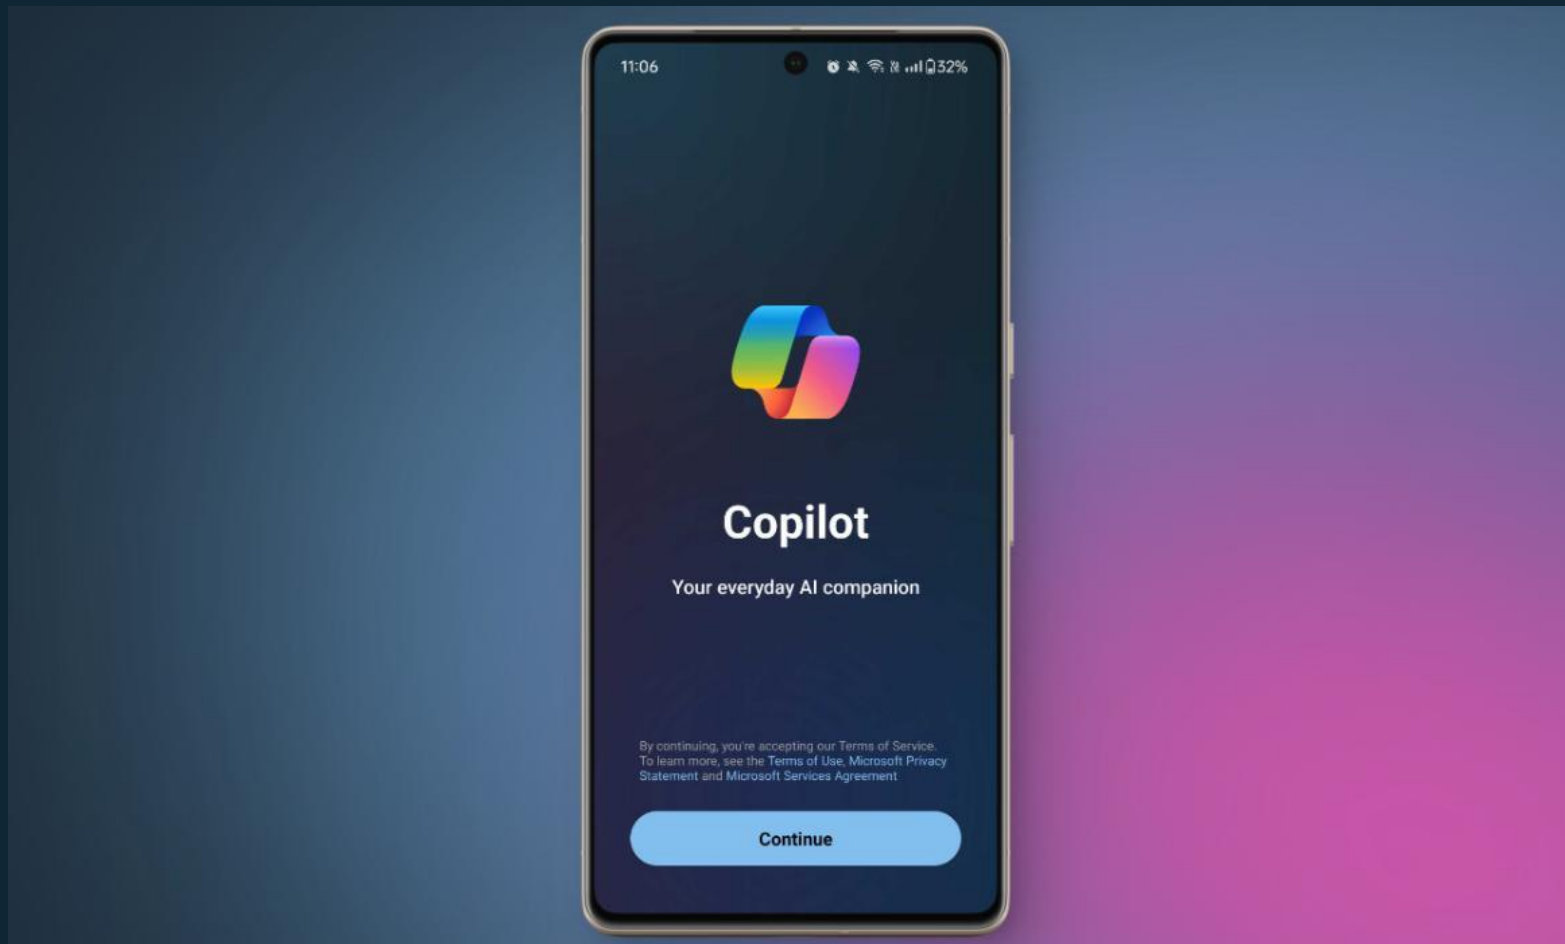 11:06 32%
Copilot
Your everyday AI companion
By continuing, you're accepting our Terms of Service.
To learn more, see the Terms of Use, Microsoft Privacy
Statement and Microsoft Services Agreement
Continue